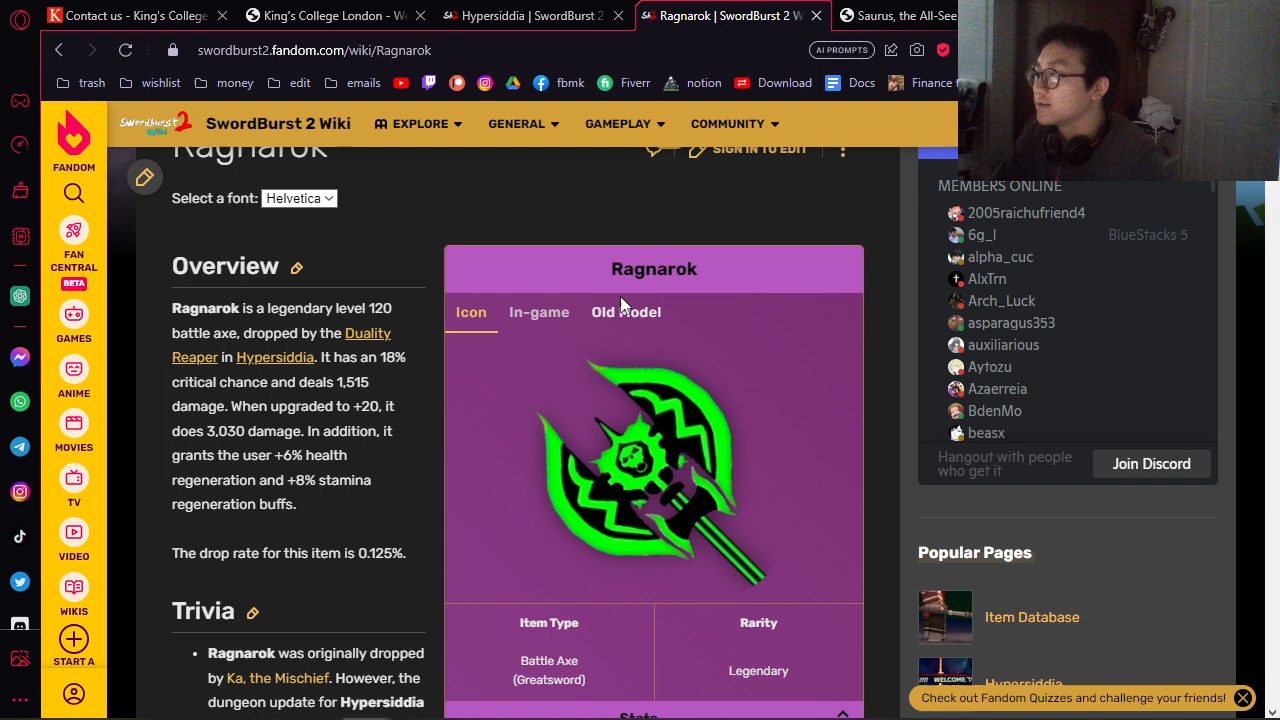 Contact us - King's College
King's College London - We
Hypersiddia | SwordBurst 2
Ragnarok | SwordBurst 2 W
Saurus, the All-See
swordburst2.fandom.com/wiki/Ragnarok
AI PROMPTS
trash
wishlist
money
edit
emails
fbmk
Fiverr
notion
Download
Docs
Finance
FANDOM
FAN
CENTRAL
BETA
GAMES
ANIME
MOVIES
TV
VIDEO
WIKIS
START A
SwordBurst 2 Wiki
EXPLORE
GENERAL
GAMEPLAY
COMMUNITY
Ragnarok
SIGN IN TO EDIT
Select a font: Helvetica
Overview
Ragnarok is a legendary level 120
battle axe, dropped by the Duality
Reaper in Hypersiddia. It has an 18%
critical chance and deals 1,515
damage. When upgraded to +20, it
does 3,030 damage. In addition, it
grants the user +6% health
regeneration and +8% stamina
regeneration buffs.
The drop rate for this item is 0.125%.
Trivia
• Ragnarok was originally dropped
by Ka, the Mischief. However, the
dungeon update for Hypersiddia
Ragnarok
Icon
In-game
Old Model
Item Type
Rarity
Battle Axe
(Greatsword)
Legendary
Stats
MEMBERS ONLINE
2005raichufriend4
6g_l
BlueStacks 5
alpha_cuc
AlxTrn
Arch_Luck
asparagus353
auxiliarious
Aytozu
Azaerreia
BdenMo
beasx
Hangout with people
who get it
Join Discord
Popular Pages
Item Database
Hypersiddia
Check out Fandom Quizzes and challenge your friends!